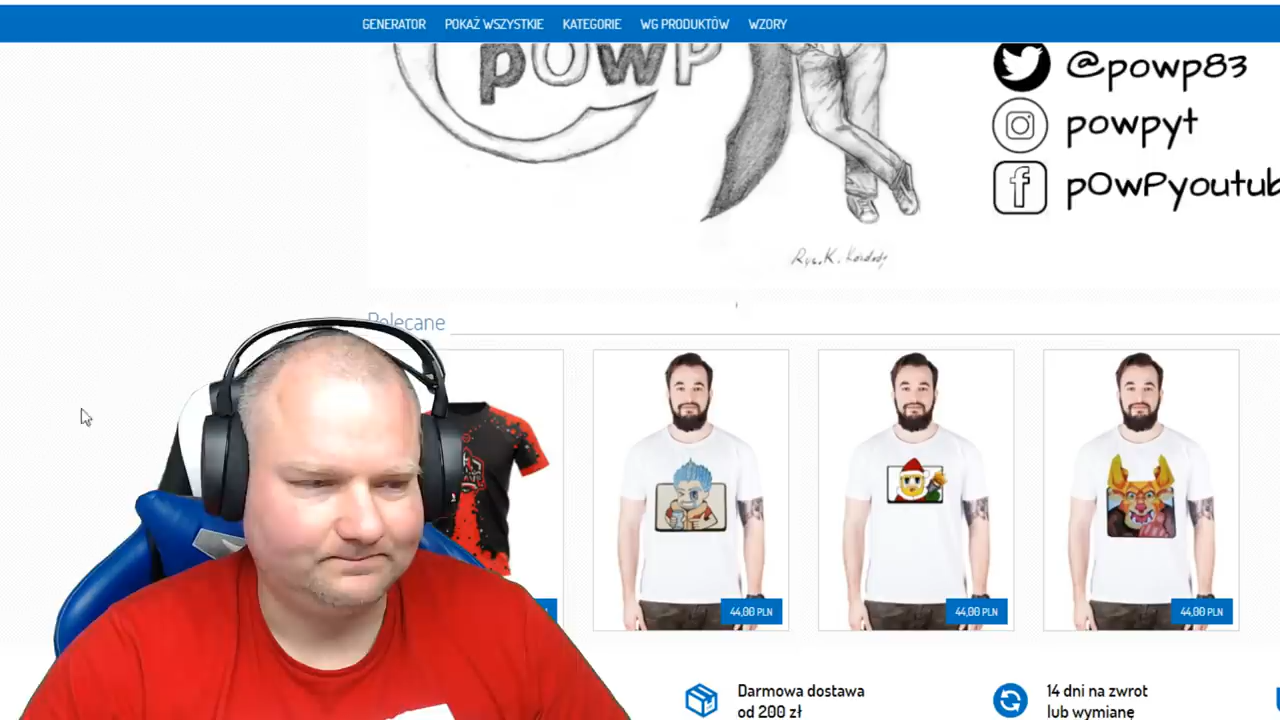 GENERATOR POKAŻ WSZYSTKIE KATEGORIE WG PRODUKTÓW WZORY
pOwP
@powp83
powpyt
pOwPyoutub
Polecane
44,00 PLN
44,00 PLN
44,00 PLN
Darmowa dostawa
od 200 zł
14 dni na zwrot
lub wymianę